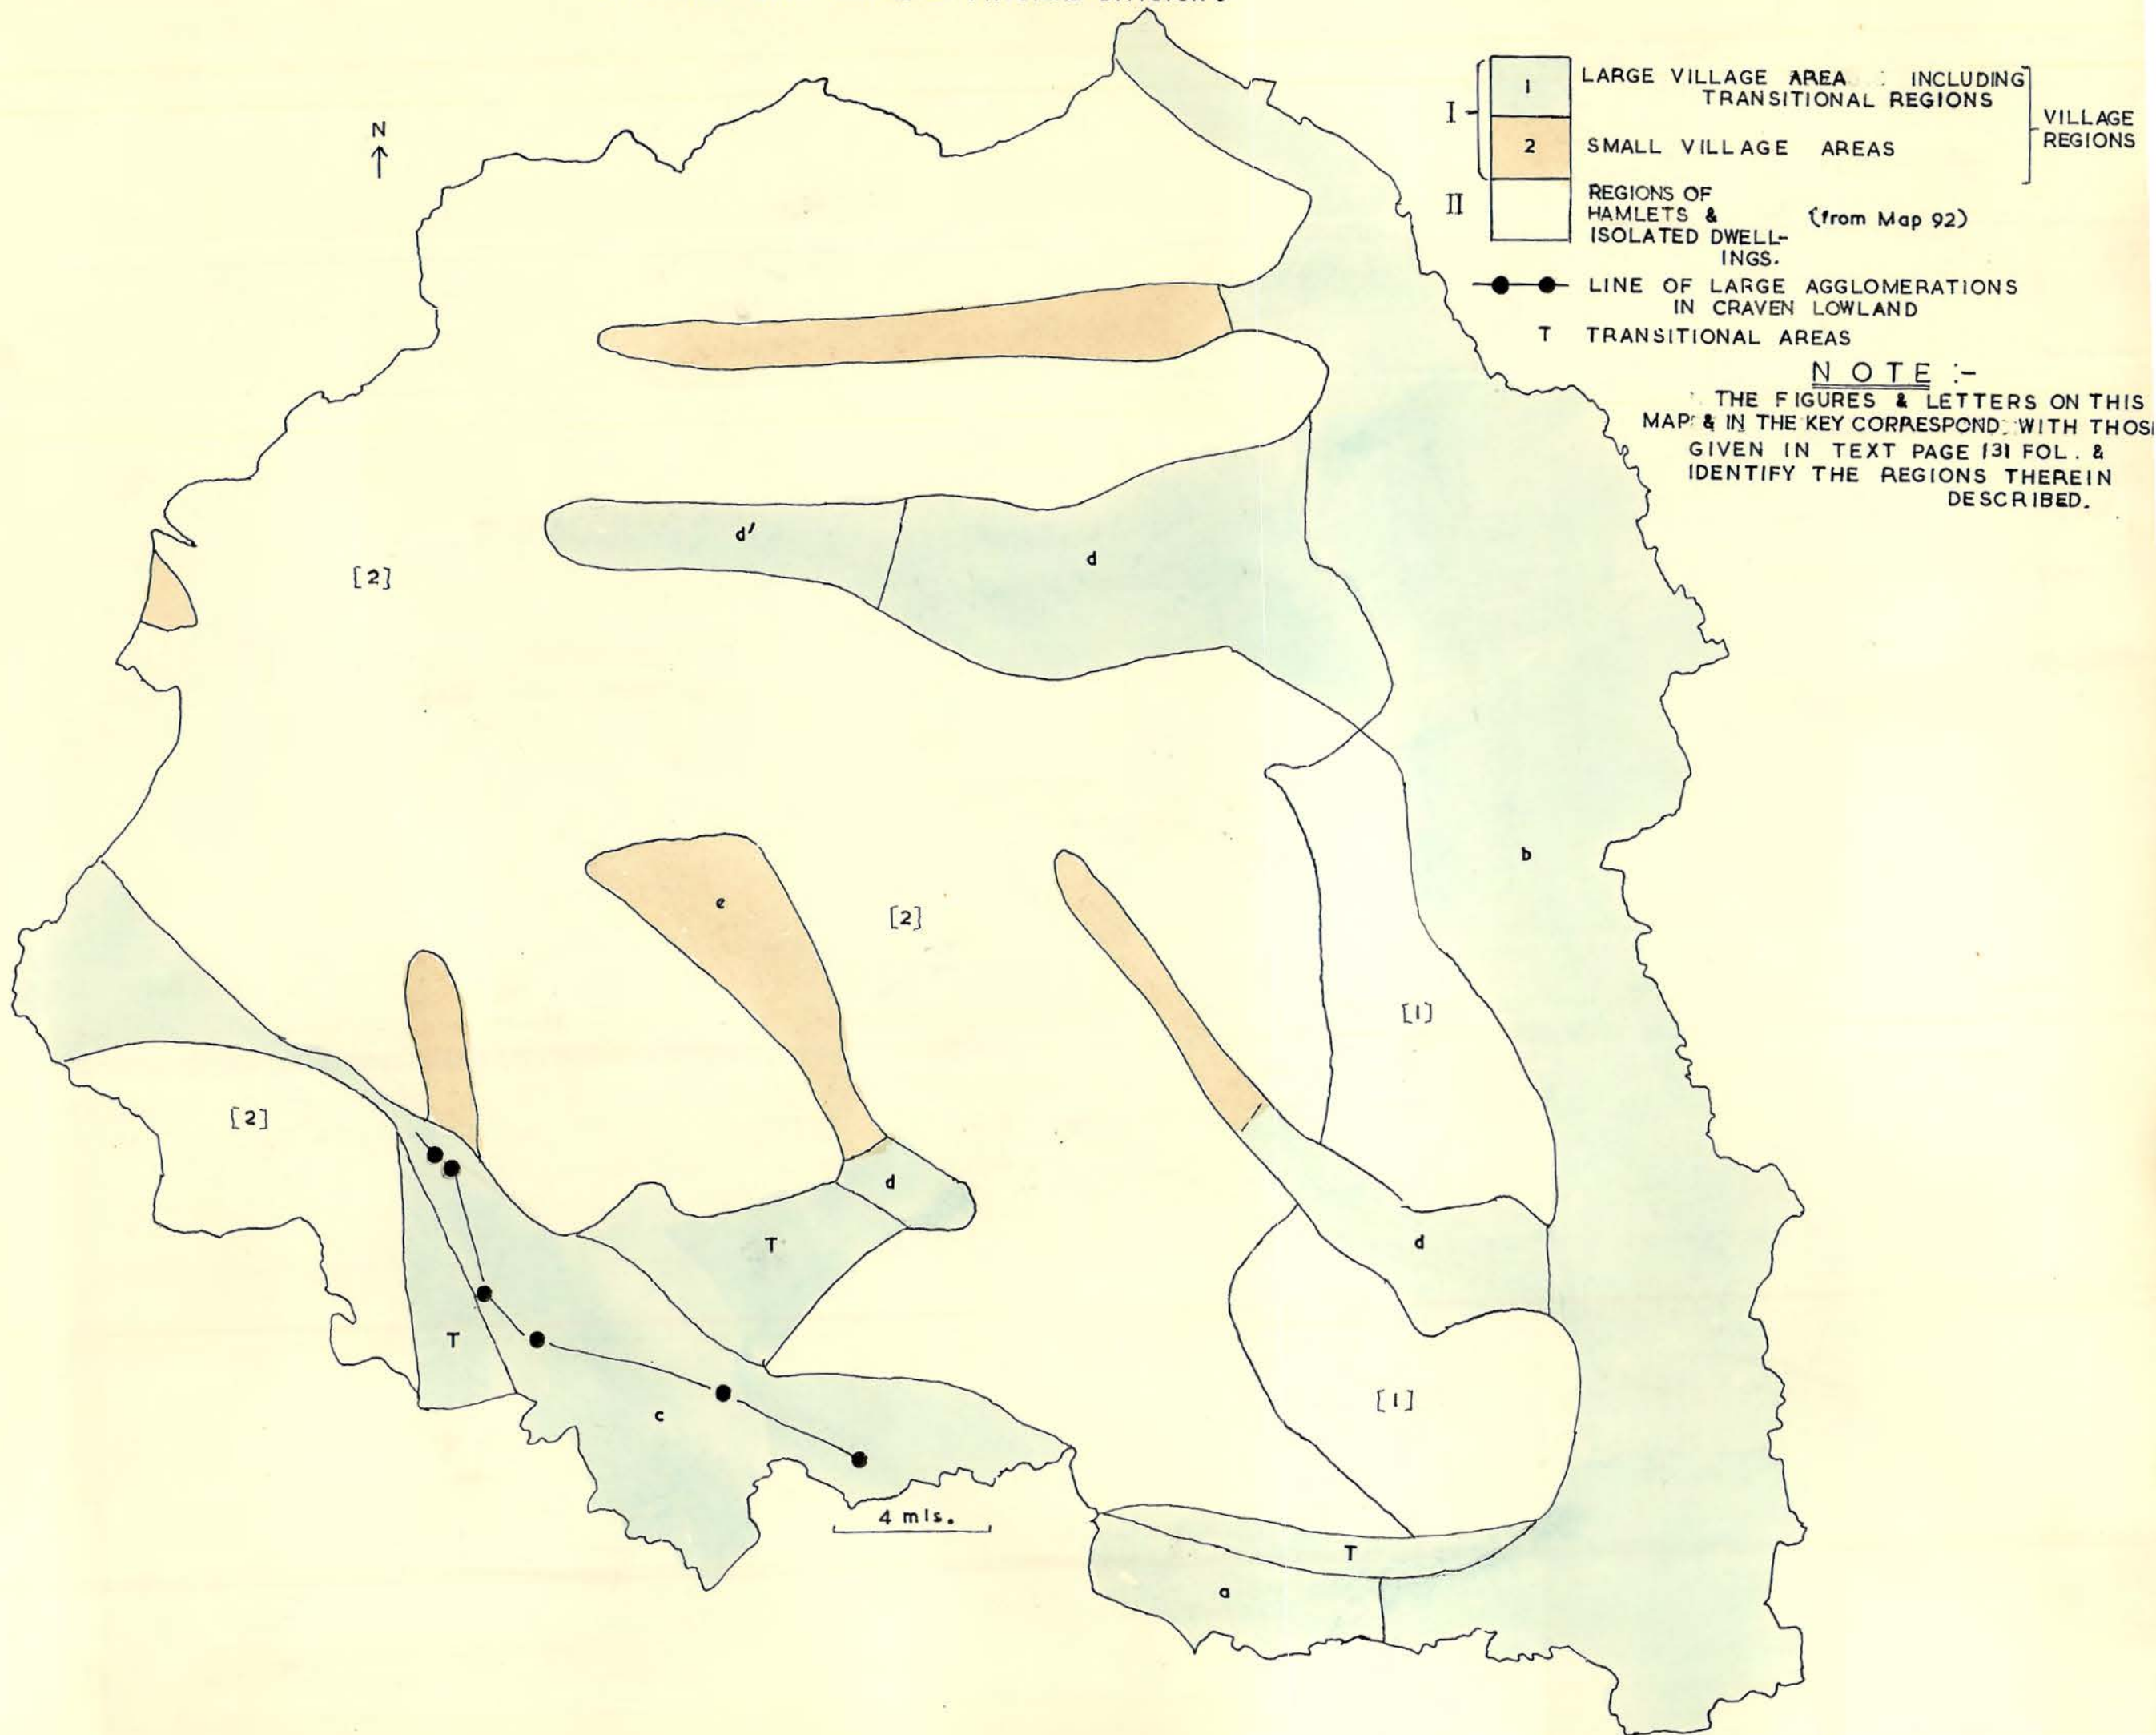 N
I
1
LARGE VILLAGE AREA : INCLUDING
TRANSITIONAL REGIONS
2
SMALL VILLAGE AREAS
VILLAGE
REGIONS
II
REGIONS OF
HAMLETS &
ISOLATED DWELL-
INGS.
(from Map 92)
LINE OF LARGE AGGLOMERATIONS
IN CRAVEN LOWLAND
T TRANSITIONAL AREAS
NOTE :-
THE FIGURES & LETTERS ON THIS
MAP & IN THE KEY CORRESPOND WITH THOS
GIVEN IN TEXT PAGE 131 FOL. &
IDENTIFY THE REGIONS THEREIN
DESCRIBED.
d'
d
[2]
b
e
[2]
[1]
[2]
d
T
d
T
[1]
c
4 mls.
T
a